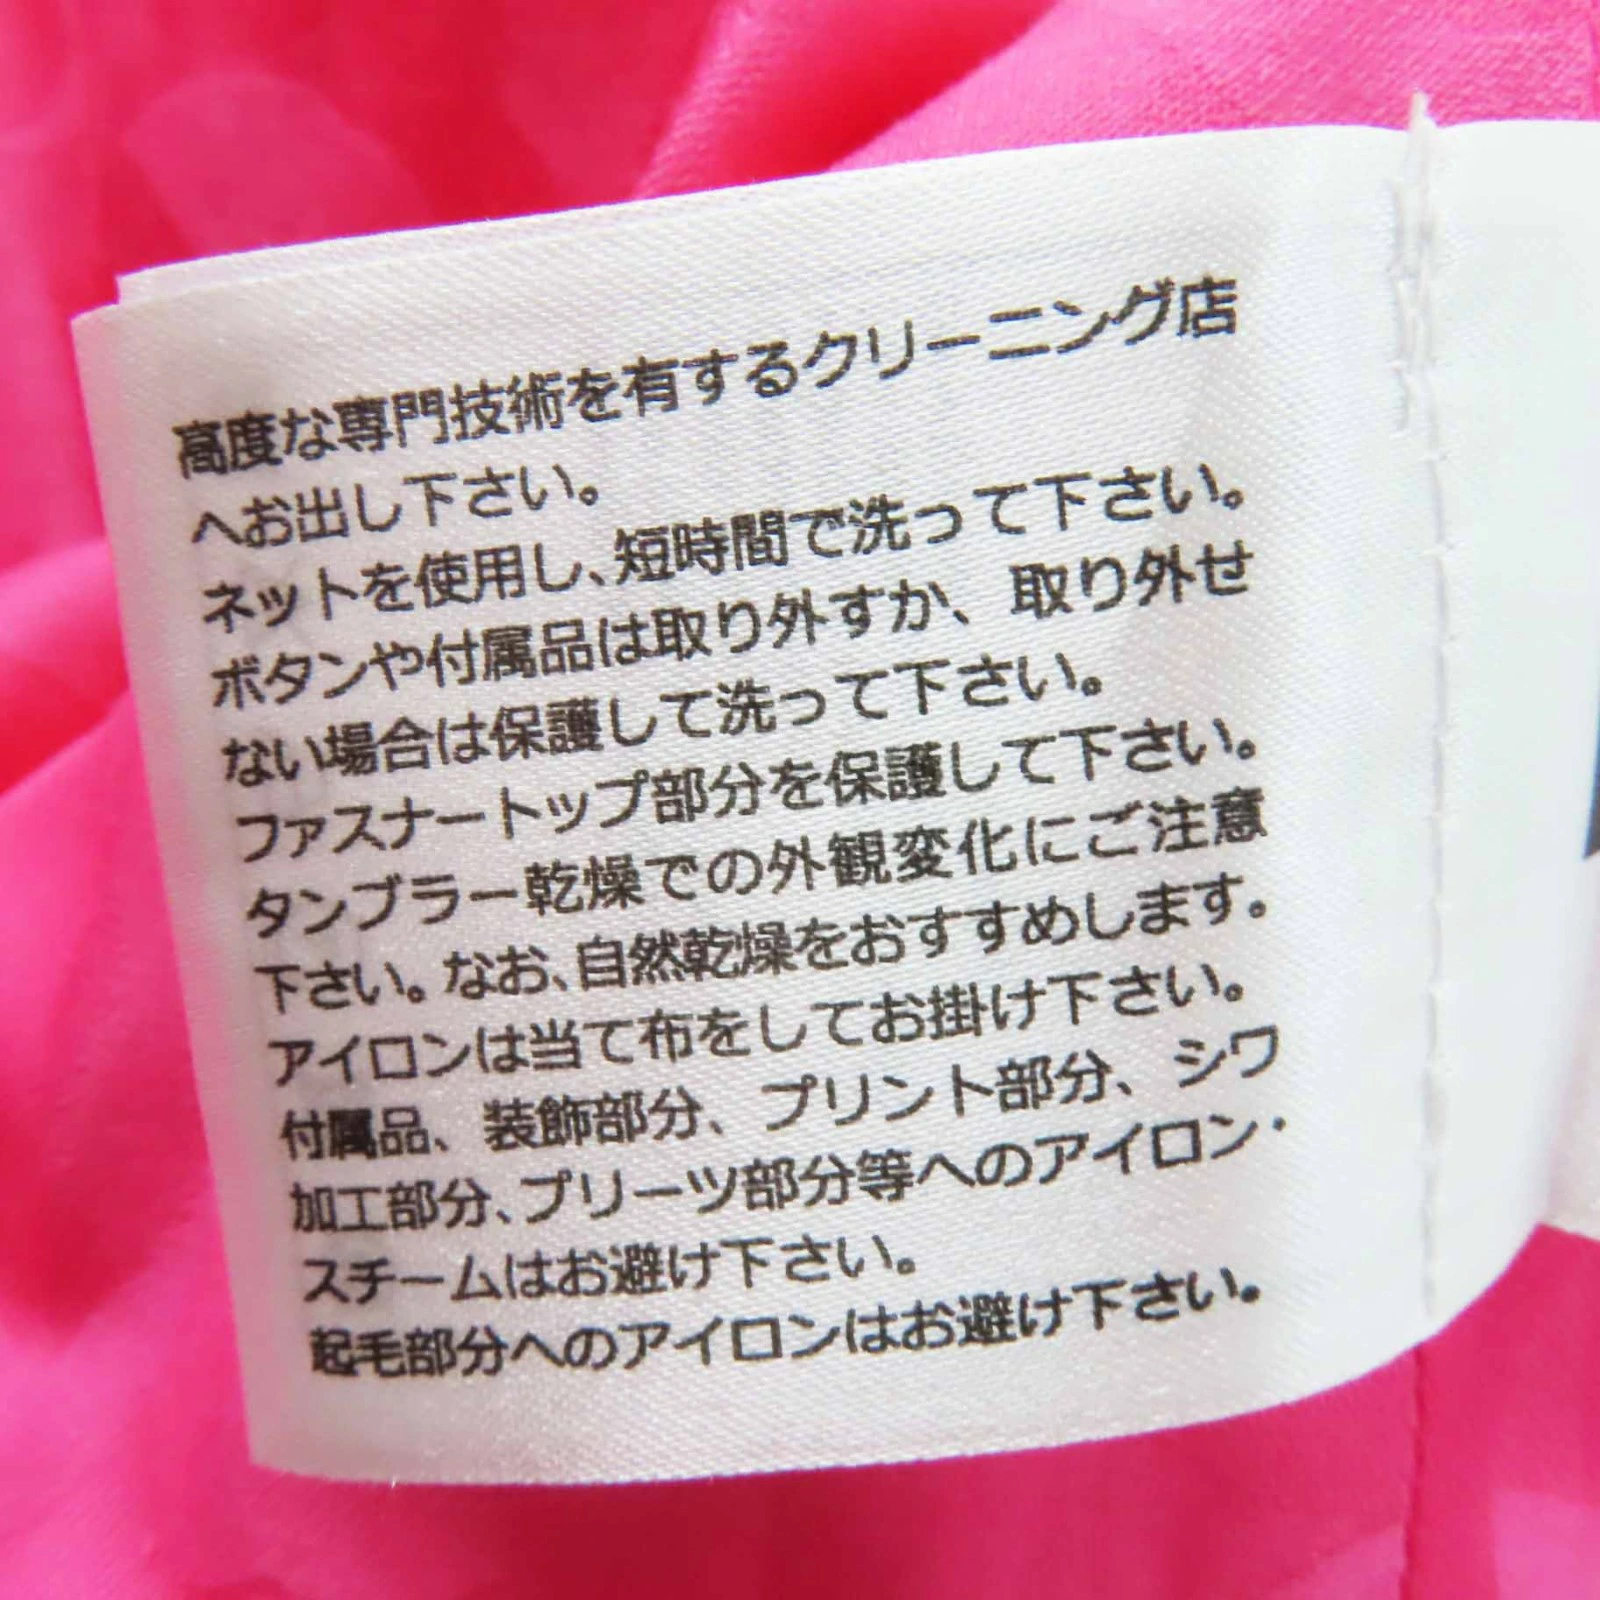 高度な専門技術を有するクリーニング店
へお出し下さい。
ネットを使用し、短時間で洗って下さい。
ボタンや付属品は取り外すか、取り外せ
ない場合は保護して洗って下さい。
ファスナートップ部分を保護して下さい。
タンブラー乾燥での外観変化にご注意
下さい。なお、自然乾燥をおすすめします。
アイロンは当て布をしてお掛け下さい。
付属品、装飾部分、プリント部分、シワ
加工部分、プリーツ部分等へのアイロン・
スチームはお避け下さい。
起毛部分へのアイロンはお避け下さい。